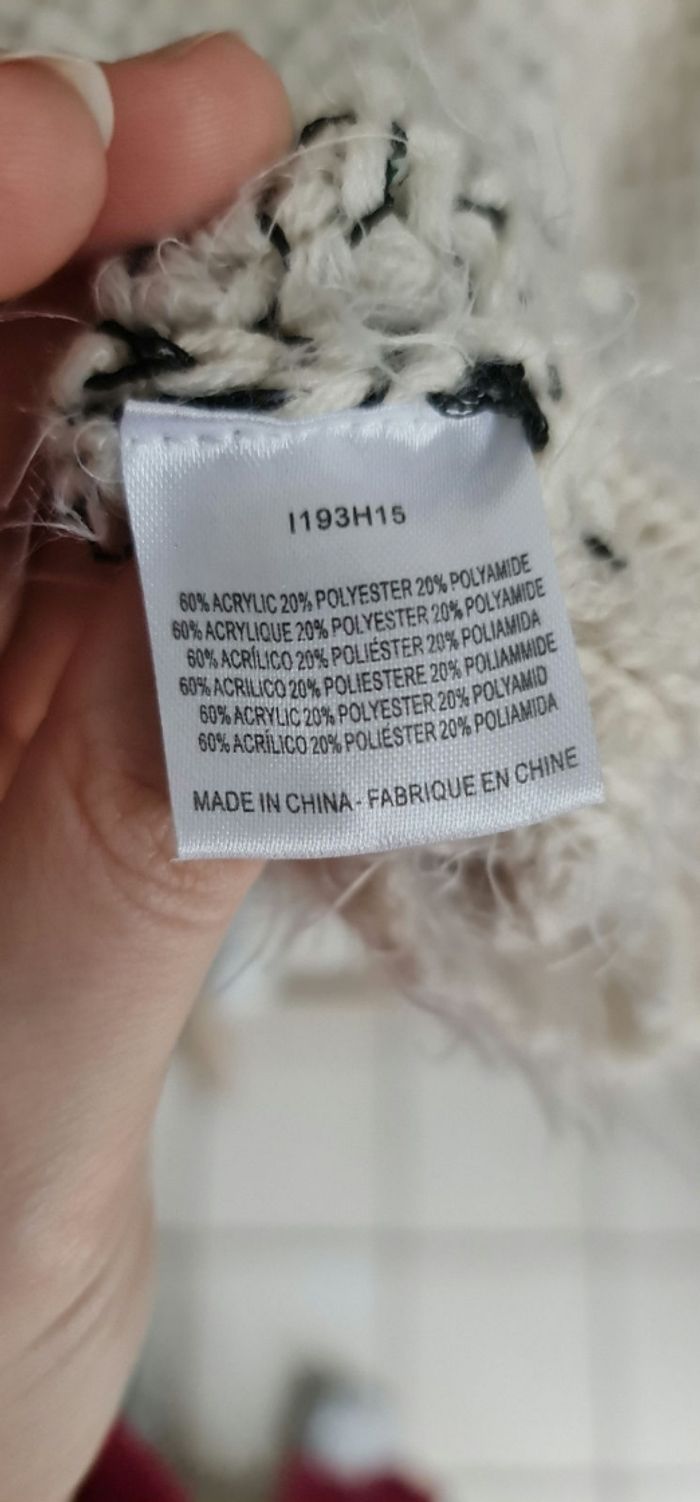 I193H15
60% ACRYLIC 20% POLYESTER 20% POLYAMIDE
60% ACRYLIQUE 20% POLYESTER 20% POLYAMIDE
60% ACRÍLICO 20% POLIÉSTER 20% POLIAMIDA
60% ACRILICO 20% POLIESTERE 20% POLIAMMIDE
60% ACRYLIC 20% POLYESTER 20% POLYAMID
60% ACRÍLICO 20% POLIÉSTER 20% POLIAMIDA
MADE IN CHINA - FABRIQUE EN CHINE